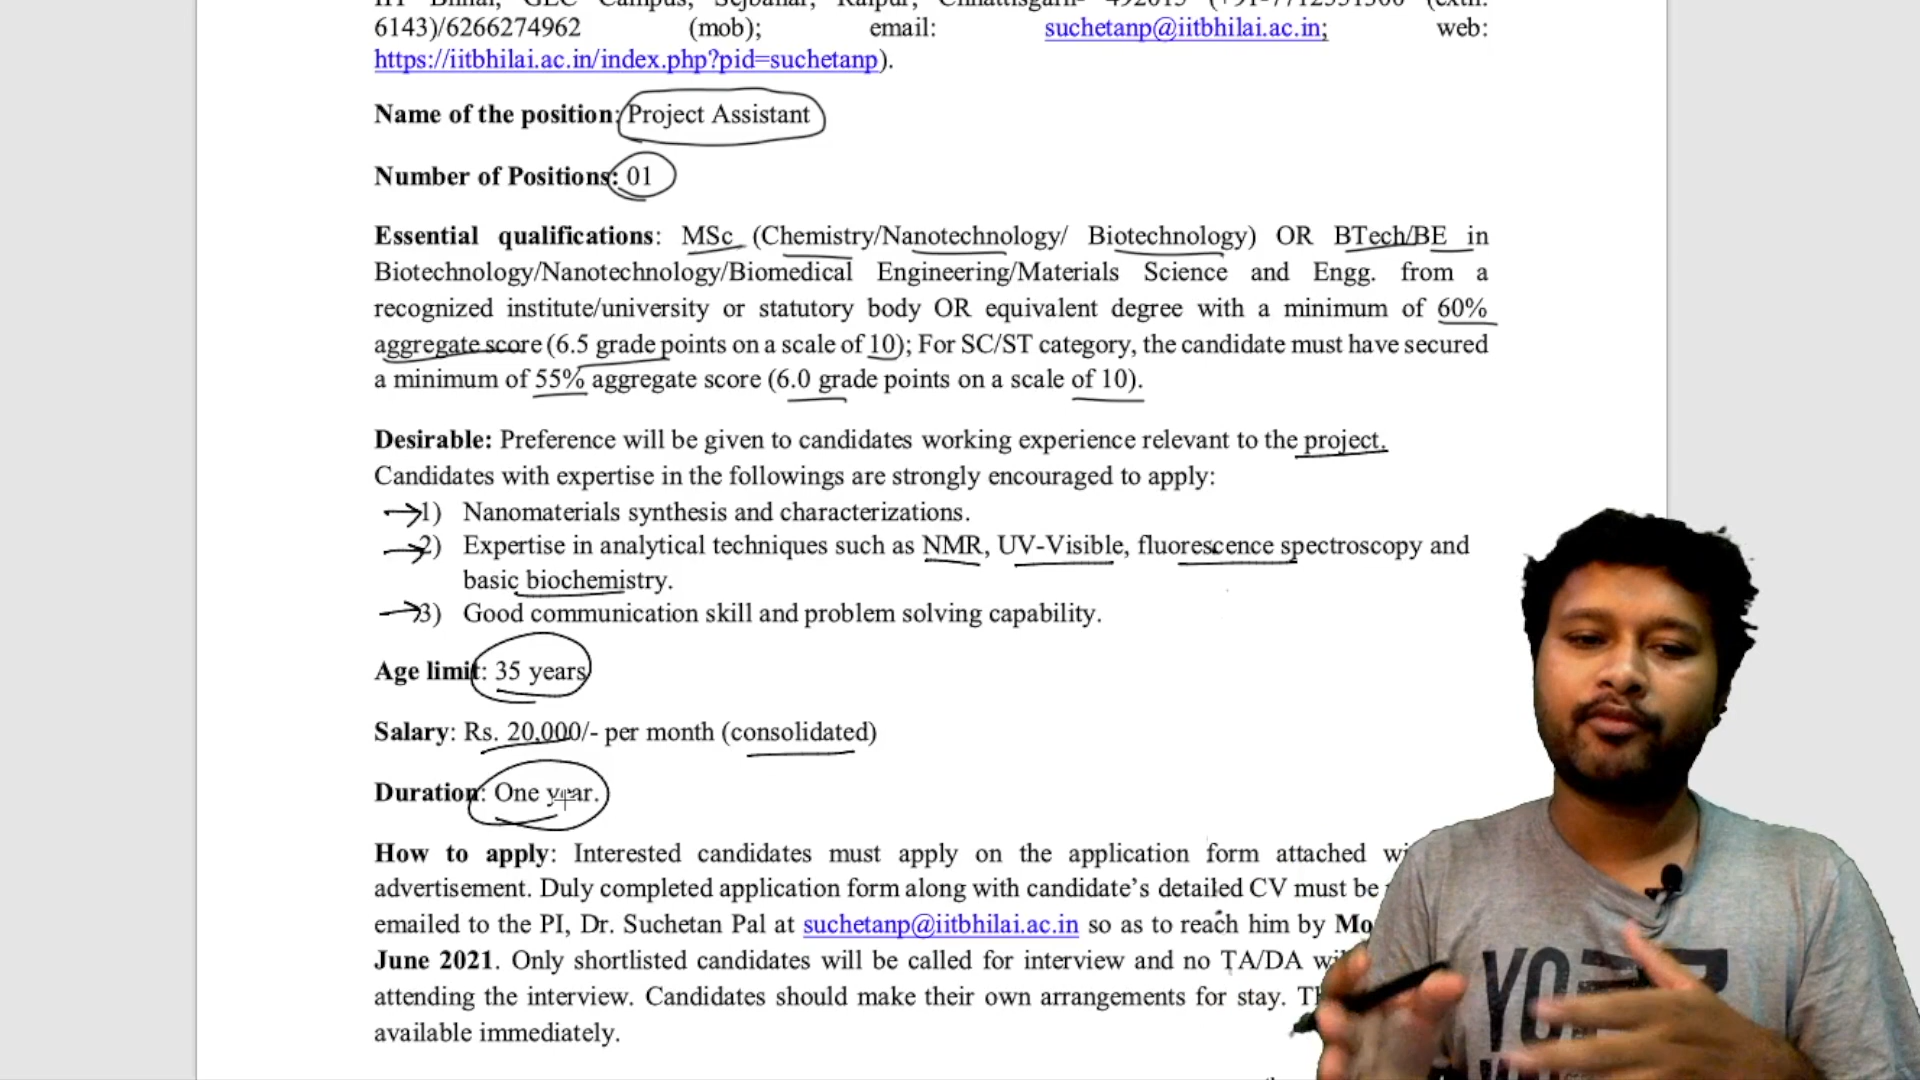 6143)/6266274962 (mob); email: suchetanp@iitbhilai.ac.in; web:
https://iitbhilai.ac.in/index.php?pid=suchetanp).
Name of the position: Project Assistant
Number of Positions: 01
Essential qualifications: MSc (Chemistry/Nanotechnology/ Biotechnology) OR BTech/BE in
Biotechnology/Nanotechnology/Biomedical Engineering/Materials Science and Engg. from a
recognized institute/university or statutory body OR equivalent degree with a minimum of 60%
aggregate score (6.5 grade points on a scale of 10); For SC/ST category, the candidate must have secured
a minimum of 55% aggregate score (6.0 grade points on a scale of 10).
Desirable: Preference will be given to candidates working experience relevant to the project.
Candidates with expertise in the followings are strongly encouraged to apply:
1) Nanomaterials synthesis and characterizations.
2) Expertise in analytical techniques such as NMR, UV-Visible, fluorescence spectroscopy and
basic biochemistry.
3) Good communication skill and problem solving capability.
Age limit: 35 years
Salary: Rs. 20,000/- per month (consolidated)
Duration: One year.
How to apply: Interested candidates must apply on the application form attached
advertisement. Duly completed application form along with candidate's detailed CV must be
emailed to the PI, Dr. Suchetan Pal at suchetanp@iitbhilai.ac.in so as to reach him by
June 2021. Only shortlisted candidates will be called for interview and no TA/DA
attending the interview. Candidates should make their own arrangements for stay.
available immediately.
YO